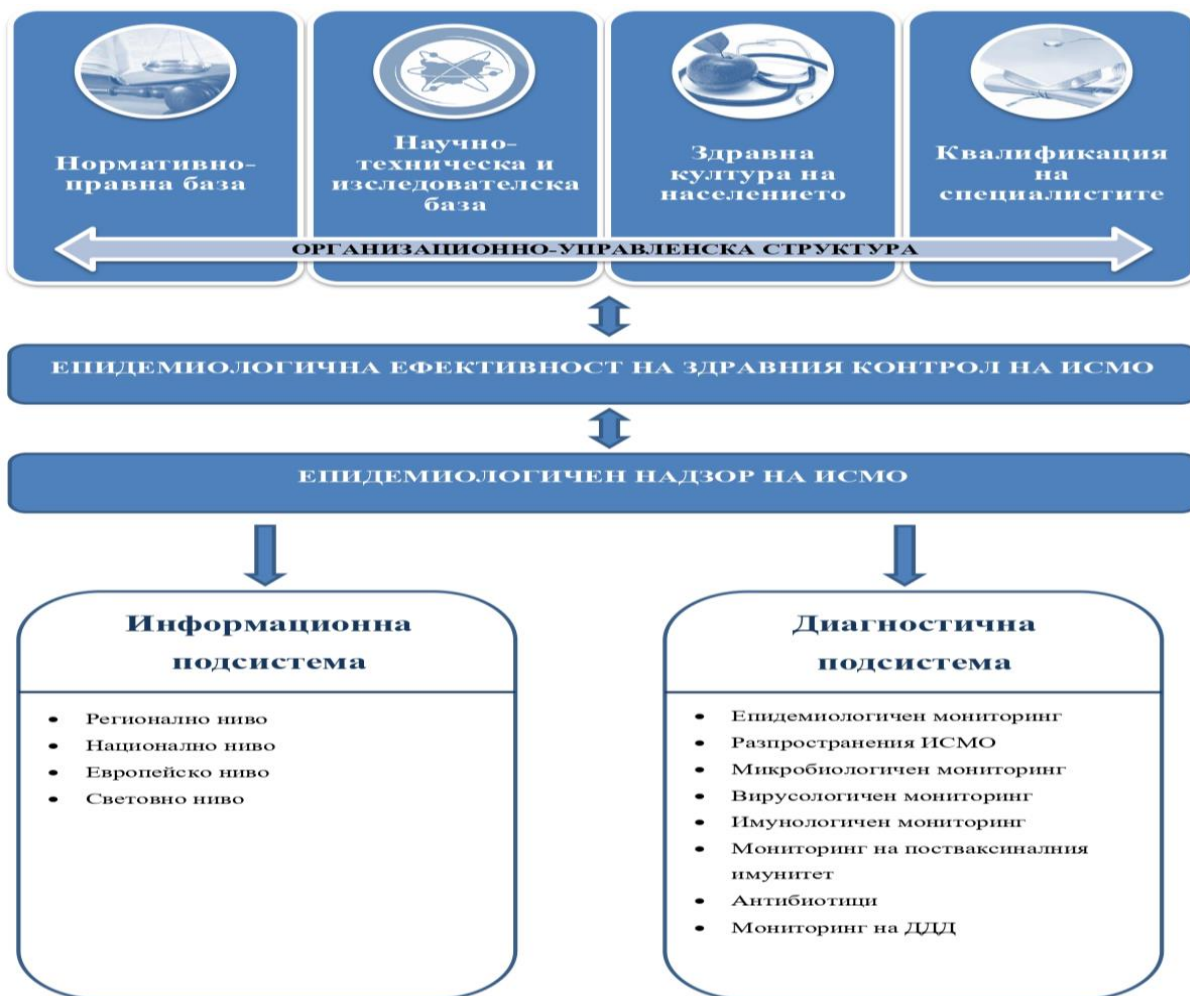 Нормативно-
правна база
Научно-
техническа и
изследователска
база
Здравна
култура на
населението
Квалификация
на
специалистите
ОРГАНИЗАЦИОННО-УПРАВЛЕНСКА СТРУКТУРА
ЕПИДЕМИОЛОГИЧНА ЕФЕКТИВНОСТ НА ЗДРАВНИЯ КОНТРОЛ НА ИСМО
ЕПИДЕМИОЛОГИЧЕН НАДЗОР НА ИСМО
Информационна
подсистема
• Регионално ниво
• Национално ниво
• Европейско ниво
• Световно ниво
Диагностична
подсистема
• Епидемиологичен мониторинг
• Разпространения ИСМО
• Микробиологичен мониторинг
• Вирусологичен мониторинг
• Имунологичен мониторинг
• Мониторинг на постваксиналния
имунитет
• Антибиотици
• Мониторинг на ДДД